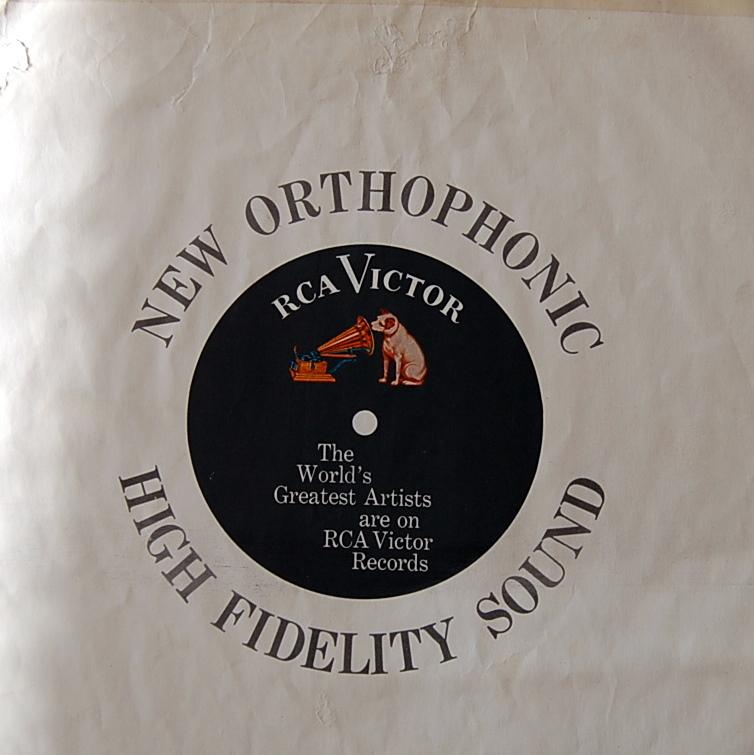 NEW ORTHOPHONIC
RCA VICTOR
The
World's
Greatest Artists
are on
RCA Victor
Records
HIGH FIDELITY SOUND